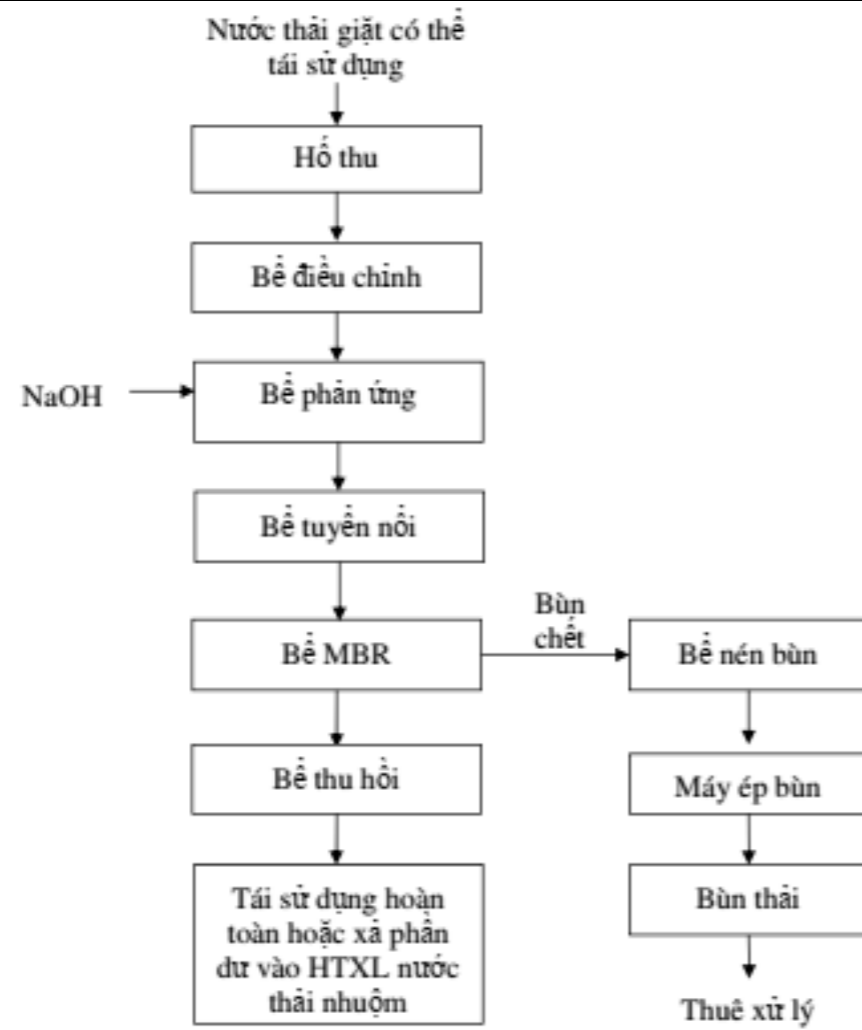 Nước thải giặt có thể
tái sử dụng
Hố thu
Bể điều chỉnh
NaOH
Bể phản ứng
Bể tuyển nổi
Bể MBR
Bùn
chết
Bể nén bùn
Bể thu hồi
Máy ép bùn
Tái sử dụng hoàn
toàn hoặc xả phần
dư vào HTXL nước
thải nhuộm
Bùn thải
Thuê xử lý